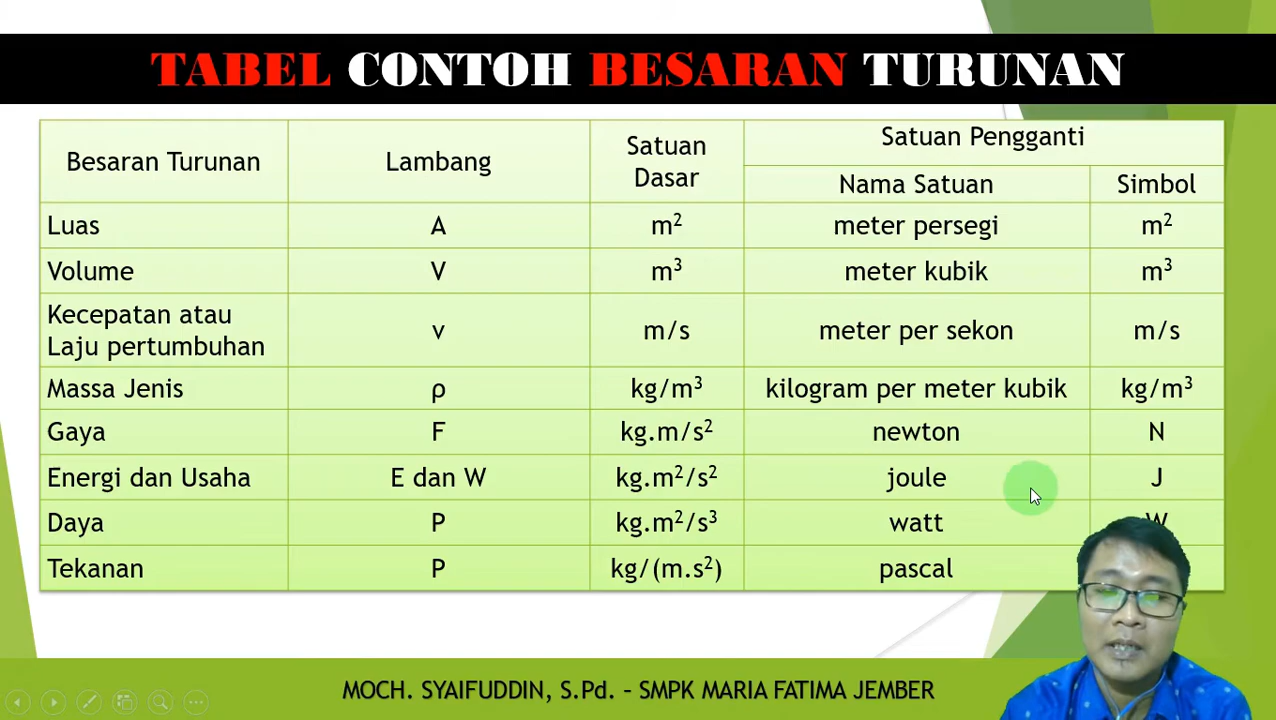 TABEL CONTOH BESARAN TURUNAN
Besaran Turunan
Lambang
Satuan
Dasar
Satuan Pengganti
Nama Satuan
Simbol
Luas
A
m²
meter persegi
m²
Volume
V
m³
meter kubik
m³
Kecepatan atau
Laju pertumbuhan
v
m/s
meter per sekon
m/s
Massa Jenis
ρ
kg/m³
kilogram per meter kubik
kg/m³
Gaya
F
kg.m/s²
newton
N
Energi dan Usaha
E dan W
kg.m²/s²
joule
J
Daya
P
kg.m²/s³
watt
W
Tekanan
P
kg/(m.s²)
pascal
MOCH. SYAIFUDDIN, S.Pd. – SMPK MARIA FATIMA JEMBER